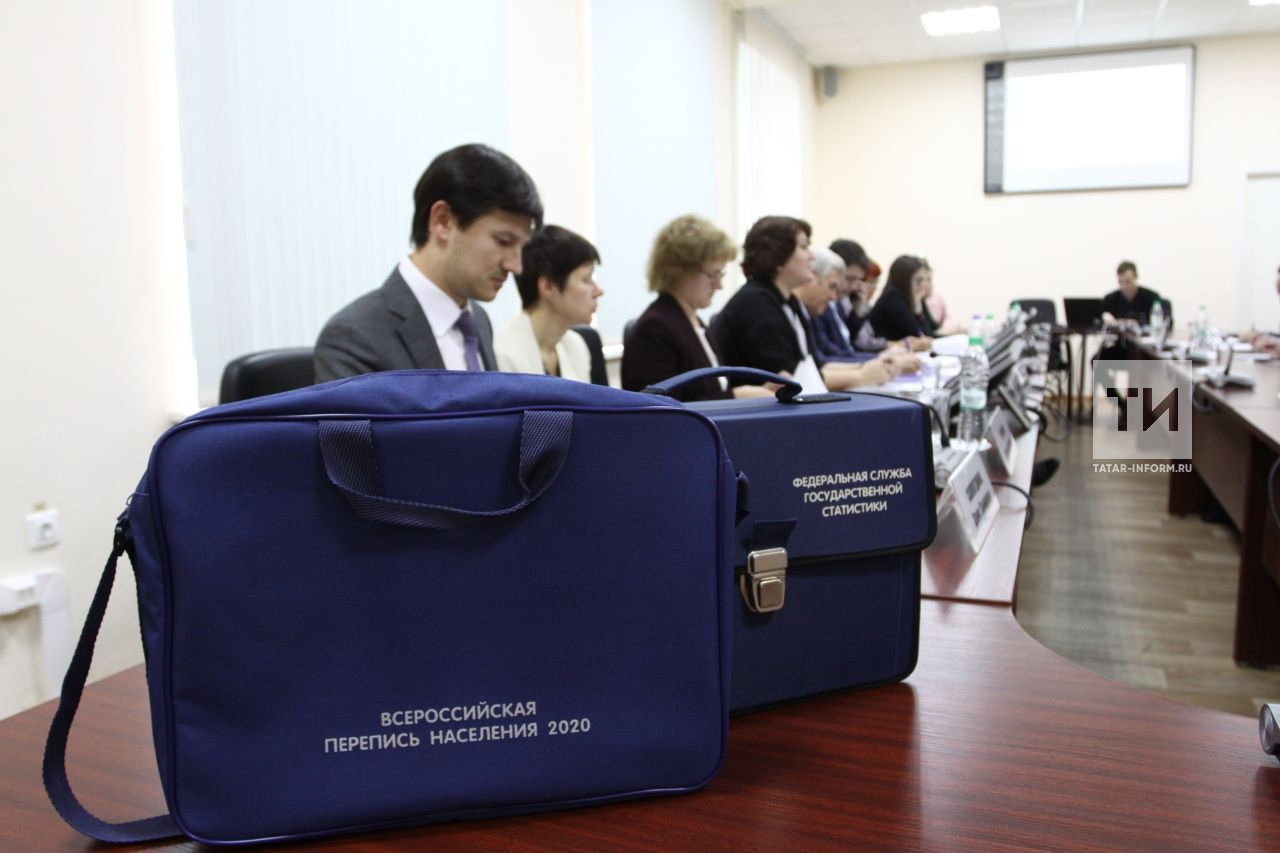 ФЕДЕРАЛЬНАЯ СЛУЖБА
ГОСУДАРСТВЕННОЙ
СТАТИСТИКИ
ТИ
TATAR-INFORM.RU
ВСЕРОССИЙСКАЯ
ПЕРЕПИСЬ НАСЕЛЕНИЯ 2020